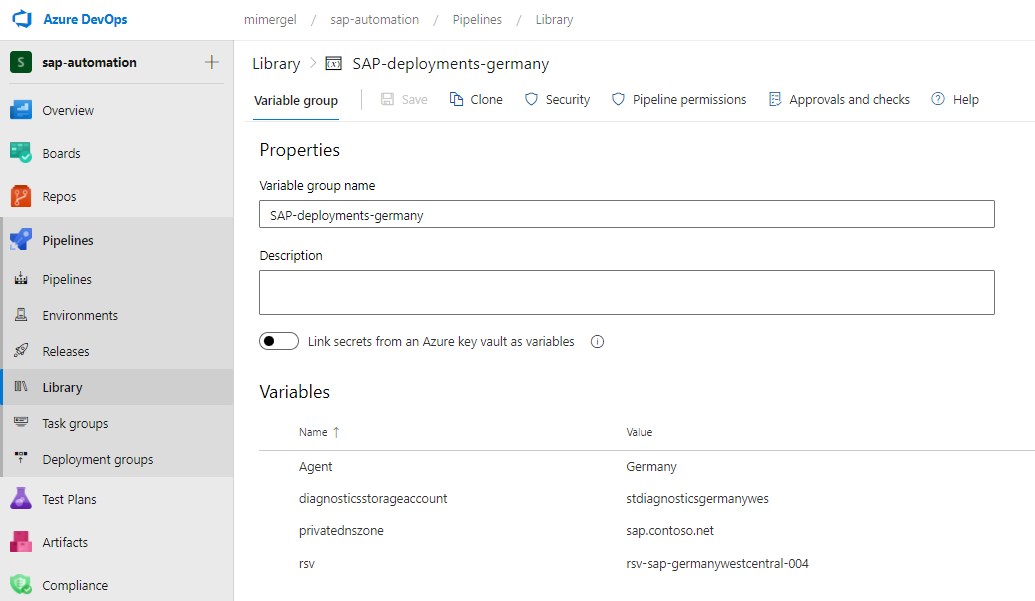 Azure DevOps
mimergel / sap-automation / Pipelines / Library
S sap-automation
Overview
Boards
Repos
Pipelines
Pipelines
Environments
Releases
Library
Task groups
Deployment groups
Test Plans
Artifacts
Compliance
Library > SAP-deployments-germany
Variable group Save Clone Security Pipeline permissions Approvals and checks Help
Properties
Variable group name
SAP-deployments-germany
Description
Link secrets from an Azure key vault as variables
Variables
Name ↑ Value
Agent Germany
diagnosticsstorageaccount stdiagnosticsgermanywes
privatednszone sap.contoso.net
rsv rsv-sap-germanywestcentral-004